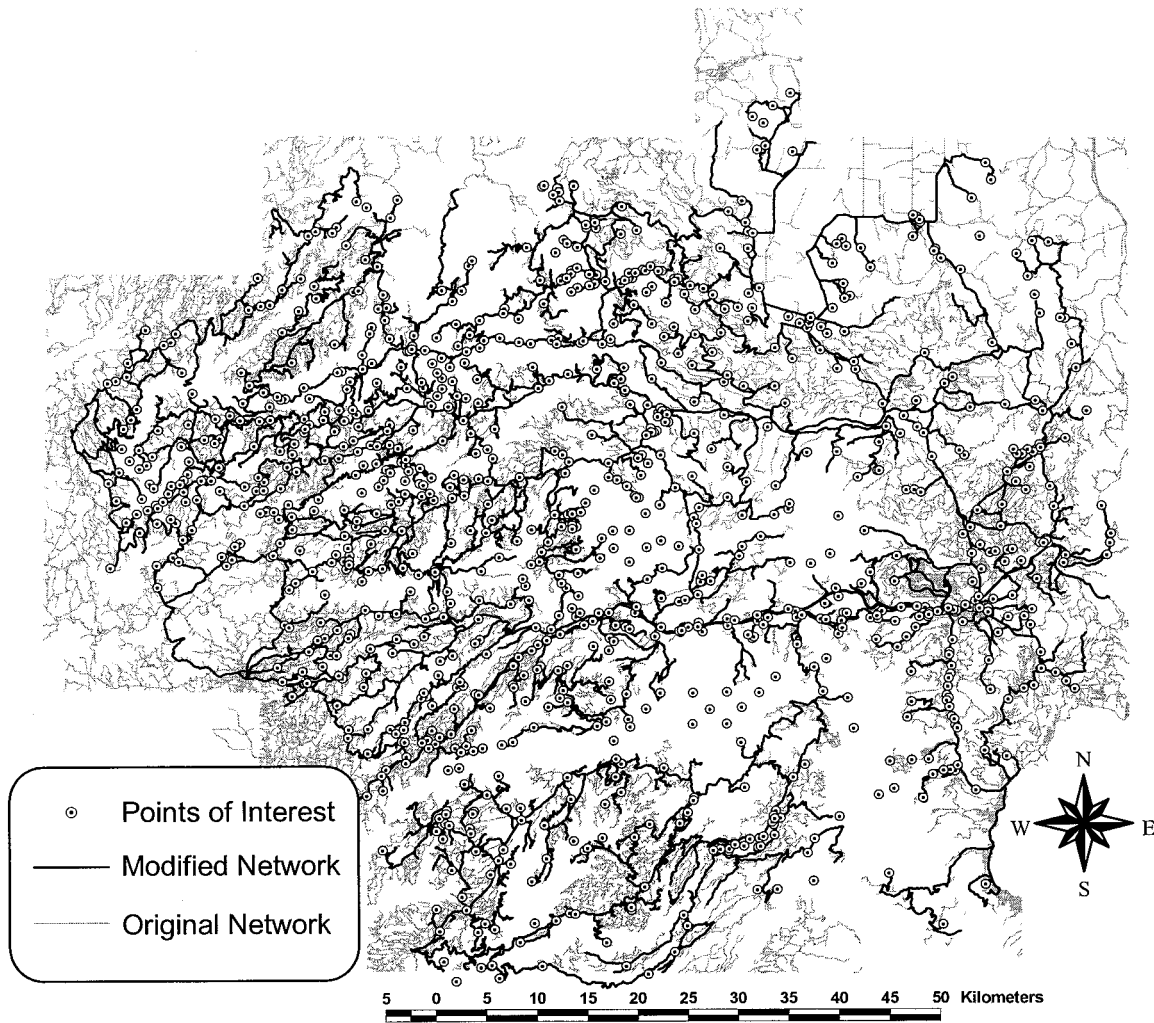 Points of Interest
Modified Network
Original Network
N
W E
S
5 0 5 10 15 20 25 30 35 40 45 50 Kilometers